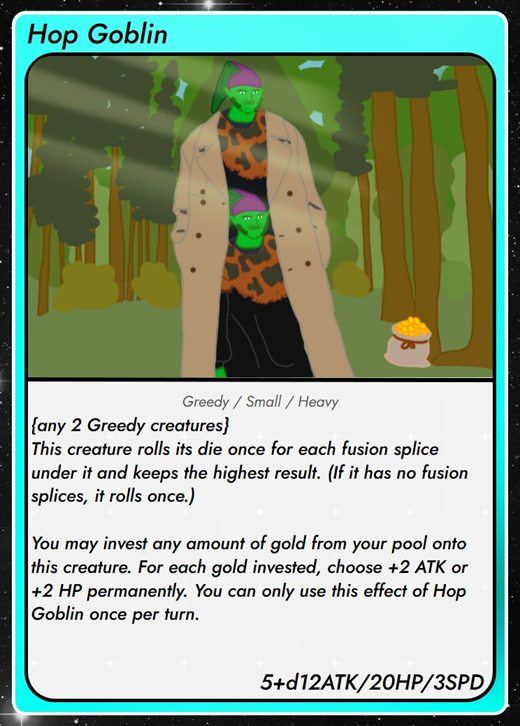 Hop Goblin
Greedy / Small / Heavy
{any 2 Greedy creatures}
This creature rolls its die once for each fusion splice
under it and keeps the highest result. (If it has no fusion
splices, it rolls once.)
You may invest any amount of gold from your pool onto
this creature. For each gold invested, choose +2 ATK or
+2 HP permanently. You can only use this effect of Hop
Goblin once per turn.
5+d12ATK/20HP/3SPD